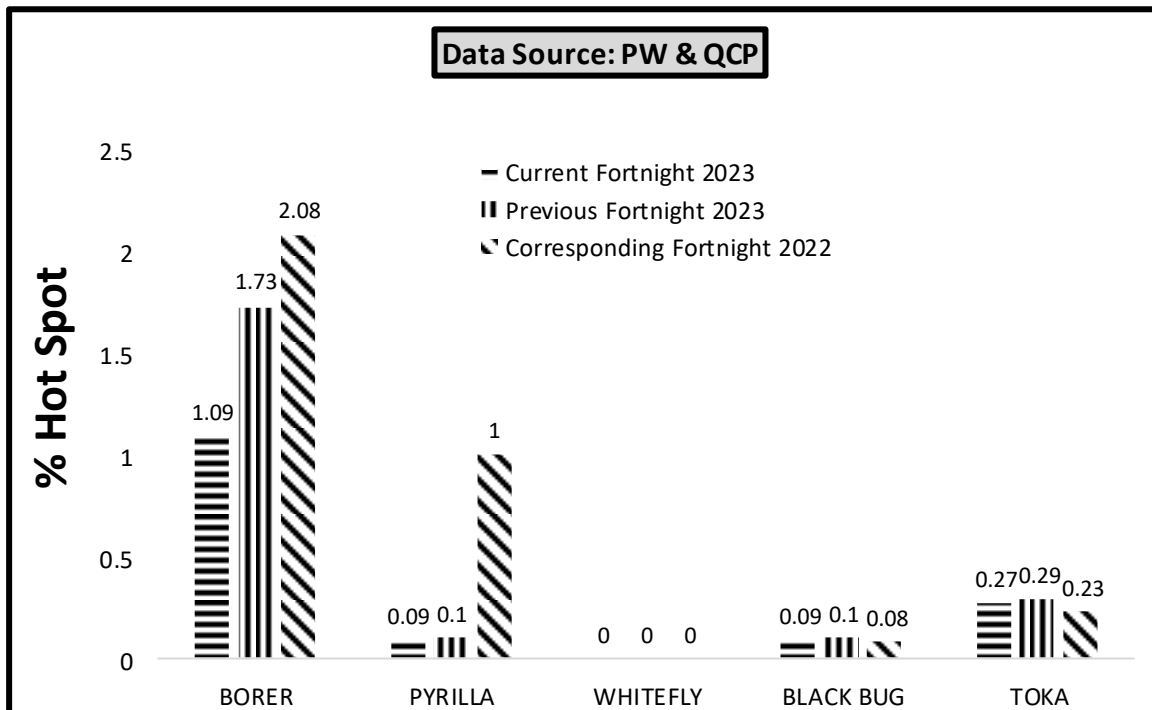 Data Source: PW & QCP
% Hot Spot
2.5
2
1.5
1
0.5
0
Current Fortnight 2023
Previous Fortnight 2023
Corresponding Fortnight 2022
1.09
1.73
2.08
0.09
0.1
1
0
0
0
0.09
0.1
0.08
0.27
0.29
0.23
BORER
PYRILLA
WHITEFLY
BLACK BUG
TOKA